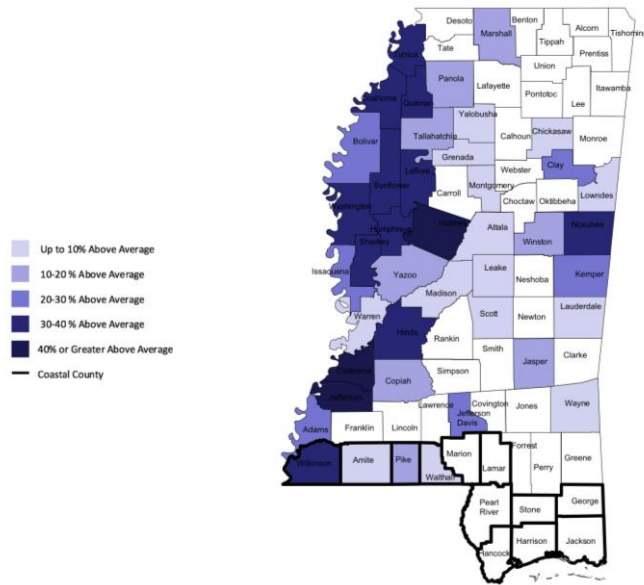 Desoto
Benton
Alcorn
Tishoming
Marshall
Tippah
Prentiss
Tate
Tunica
Union
Panola
Lafayette
Itawamba
Coahoma
Quitman
Pontotoc
Lee
Yalobusha
Tallahatchie
Calhoun
Chickasaw
Monroe
Bolivar
Grenada
Clay
Leflore
Webster
Sunflower
Montgomery
Lowndes
Carroll
Choctaw
Oktibbeha
Washington
Humphreys
Holmes
Attala
Winston
Noxubee
Sharkey
Up to 10% Above Average
Issaquena
Yazoo
Leake
Neshoba
Kemper
10-20 % Above Average
Madison
20-30 % Above Average
Warren
Scott
Newton
Lauderdale
30-40 % Above Average
Hinds
Rankin
40% or Greater Above Average
Smith
Jasper
Clarke
Coastal County
Claiborne
Simpson
Copiah
Jefferson
Lawrence
Covington
Jones
Wayne
Jefferson
Davis
Adams
Franklin
Lincoln
Forrest
Marion
Greene
Wilkinson
Amite
Pike
Walthall
Lamar
Perry
Pearl
River
Stone
George
Hancock
Harrison
Jackson